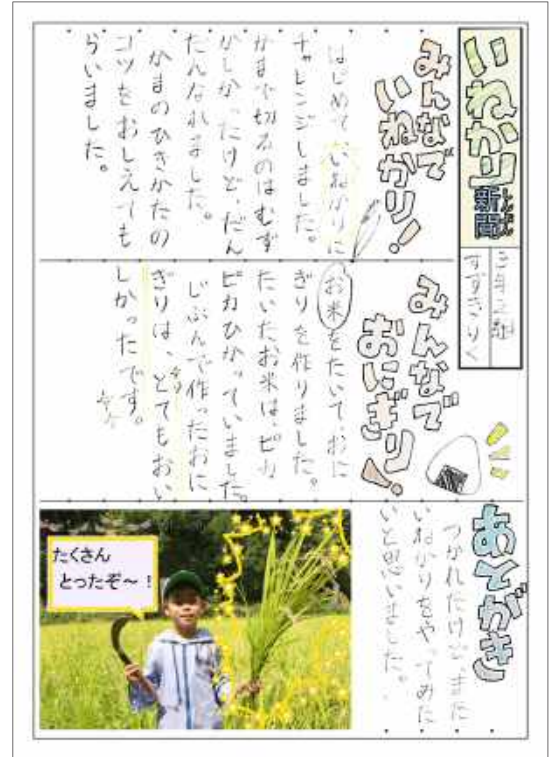 いねかり新聞
しんぶん
三年三組
すずき りく
みんなで
いねかり！
はじめて、いねかりに
チャレンジしました。
かまで切るのはむず
かしかったけど、だん
だんなれました。
かまのひきかたの
コツをおしえても
らいました。
みんなで
おにぎり！
お米をたいて、おに
ぎりを作りました。
たいたお米は、ピカ
ピカひかっていました。
じぶんで作ったおに
ぎりは、とてもおい
しかったです。
あとがき
つかれたけど、また
いねかりをやってみた
いと思いました。
たくさん
とったぞ～！